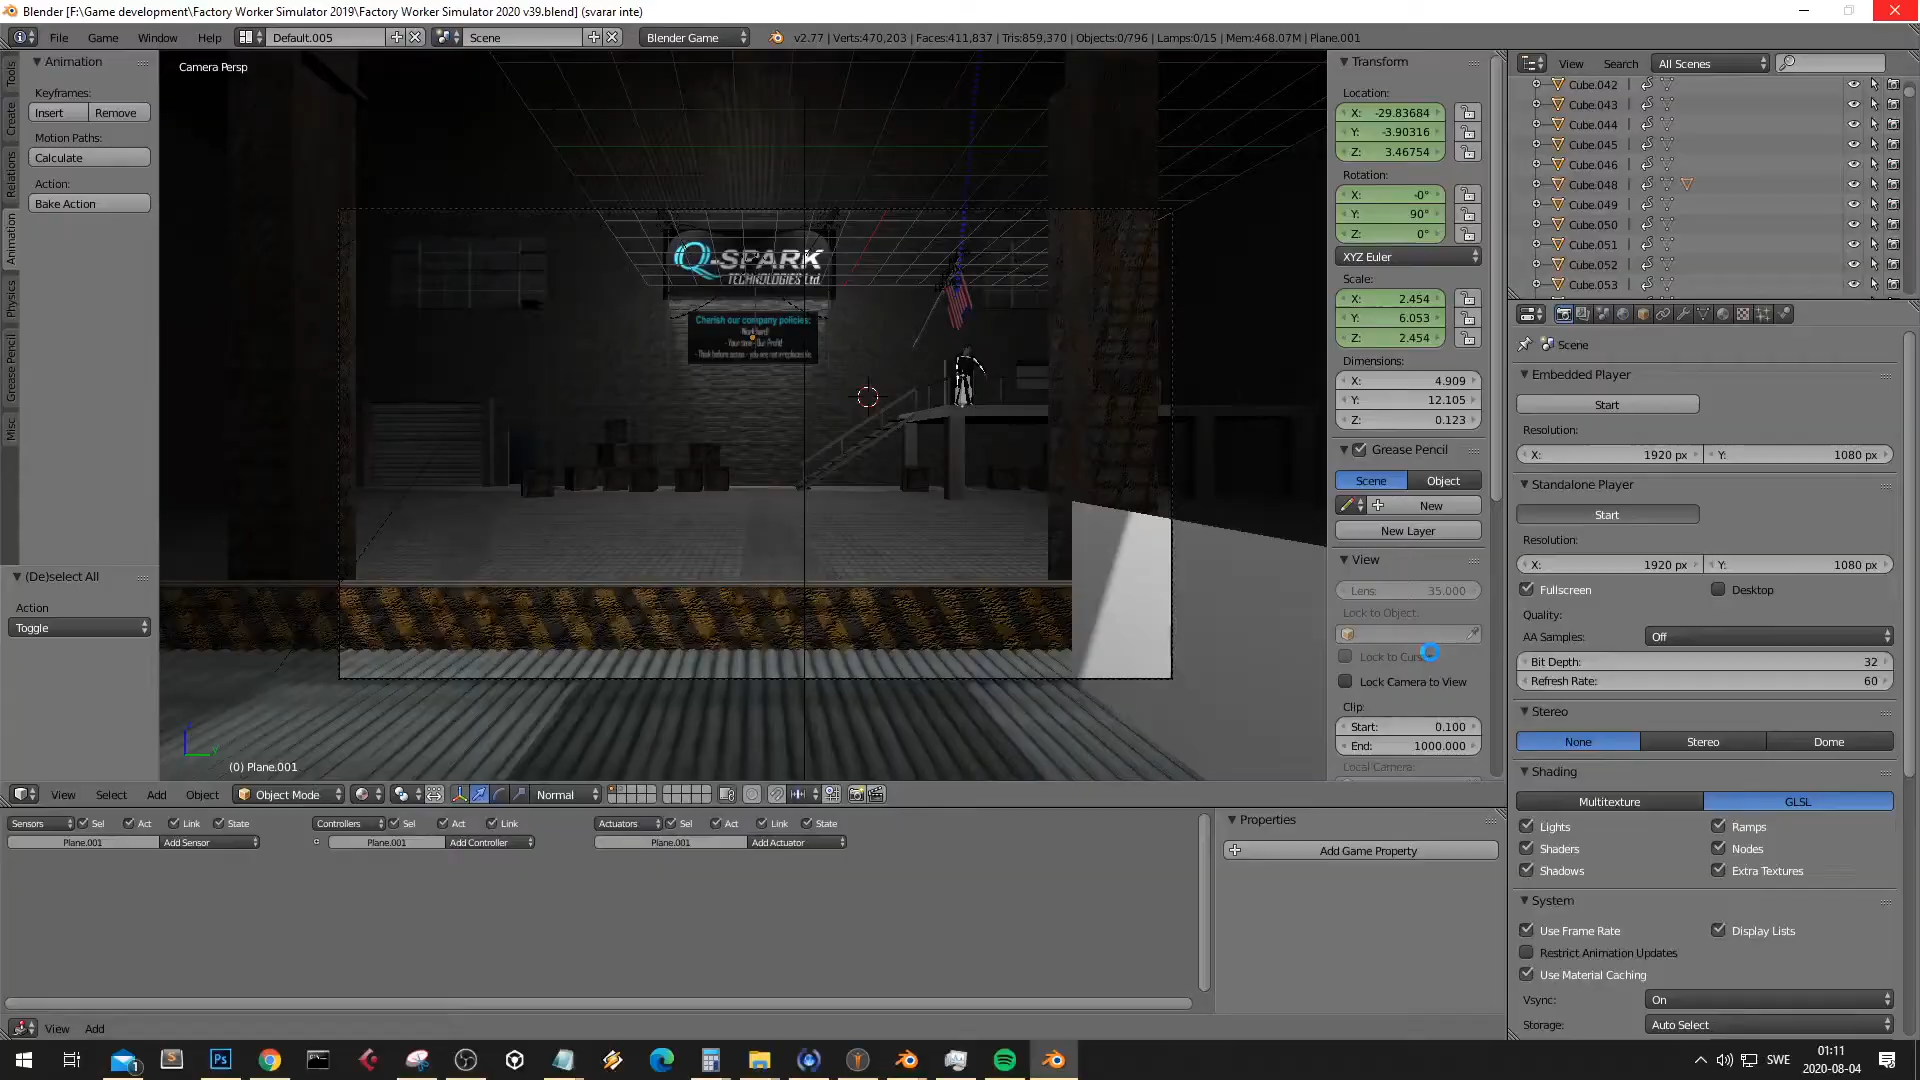 Blender [F:\Game development\Factory Worker Simulator 2019\Factory Worker Simulator 2020 v39.blend] (svarar inte)
File Game Window Help Default.005 Scene Blender Game v2.77 | Verts:470,203 | Faces:411,837 | Tris:859,370 | Objects:0/796 | Lamps:0/15 | Mem:468.07M | Plane.001
Tools
Create
Relations
Animation
Physics
Grease Pencil
Misc
Animation
Keyframes:
Insert Remove
Motion Paths:
Calculate
Action:
Bake Action
(De)select All
Action
Toggle
Camera Persp
Q-SPARK
TECHNOLOGIES Ltd.
Cherish our company policies:
(0) Plane.001
Transform
Location:
X: -29.83684
Y: -3.90316
Z: 3.46754
Rotation:
X: -0°
Y: 90°
Z: 0°
XYZ Euler
Scale:
X: 2.454
Y: 6.053
Z: 2.454
Dimensions:
X: 4.909
Y: 12.105
Z: 0.123
Grease Pencil
Scene Object
New
New Layer
View
Lens: 35.000
Lock to Object:
Lock Camera to View
Clip:
Start: 0.100
End: 1000.000
Local Camera:
View Search All Scenes
Cube.042
Cube.043
Cube.044
Cube.045
Cube.046
Cube.048
Cube.049
Cube.050
Cube.051
Cube.052
Cube.053
Scene
Embedded Player
Start
Resolution:
X: 1920 px Y: 1080 px
Standalone Player
Start
Resolution:
X: 1920 px Y: 1080 px
Fullscreen Desktop
Quality:
AA Samples: Off
Bit Depth: 32
Refresh Rate: 60
Stereo
None Stereo Dome
Shading
Multitexture GLSL
Lights Ramps
Shaders Nodes
Shadows Extra Textures
System
Use Frame Rate Display Lists
Restrict Animation Updates
Use Material Caching
Vsync: On
Storage: Auto Select
View Select Add Object Object Mode Normal
Sensors Sel Act Link State Controllers Sel Act Link Actuators Sel Act Link State
Plane.001 Add Sensor Plane.001 Add Controller Plane.001 Add Actuator
Properties
Add Game Property
View Add
1 S Ps SWE 01:11
2020-08-04